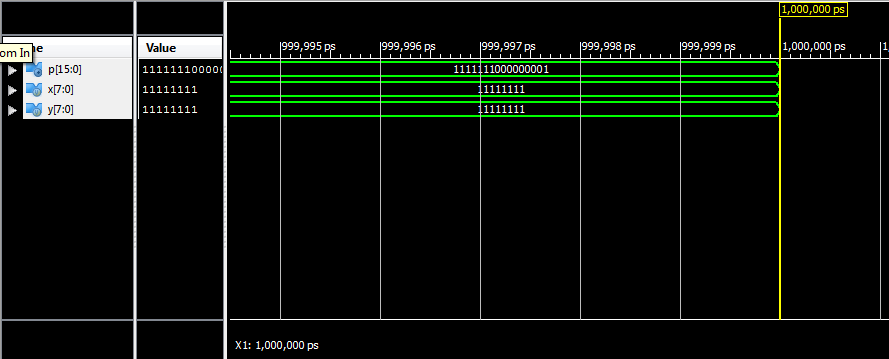 1,000,000 ps
om In
ne
Value
999,995 ps
999,996 ps
999,997 ps
999,998 ps
999,999 ps
1,000,000 ps
1,
p[15:0]
111111100000
1111111000000001
x[7:0]
11111111
11111111
y[7:0]
11111111
11111111
X1: 1,000,000 ps